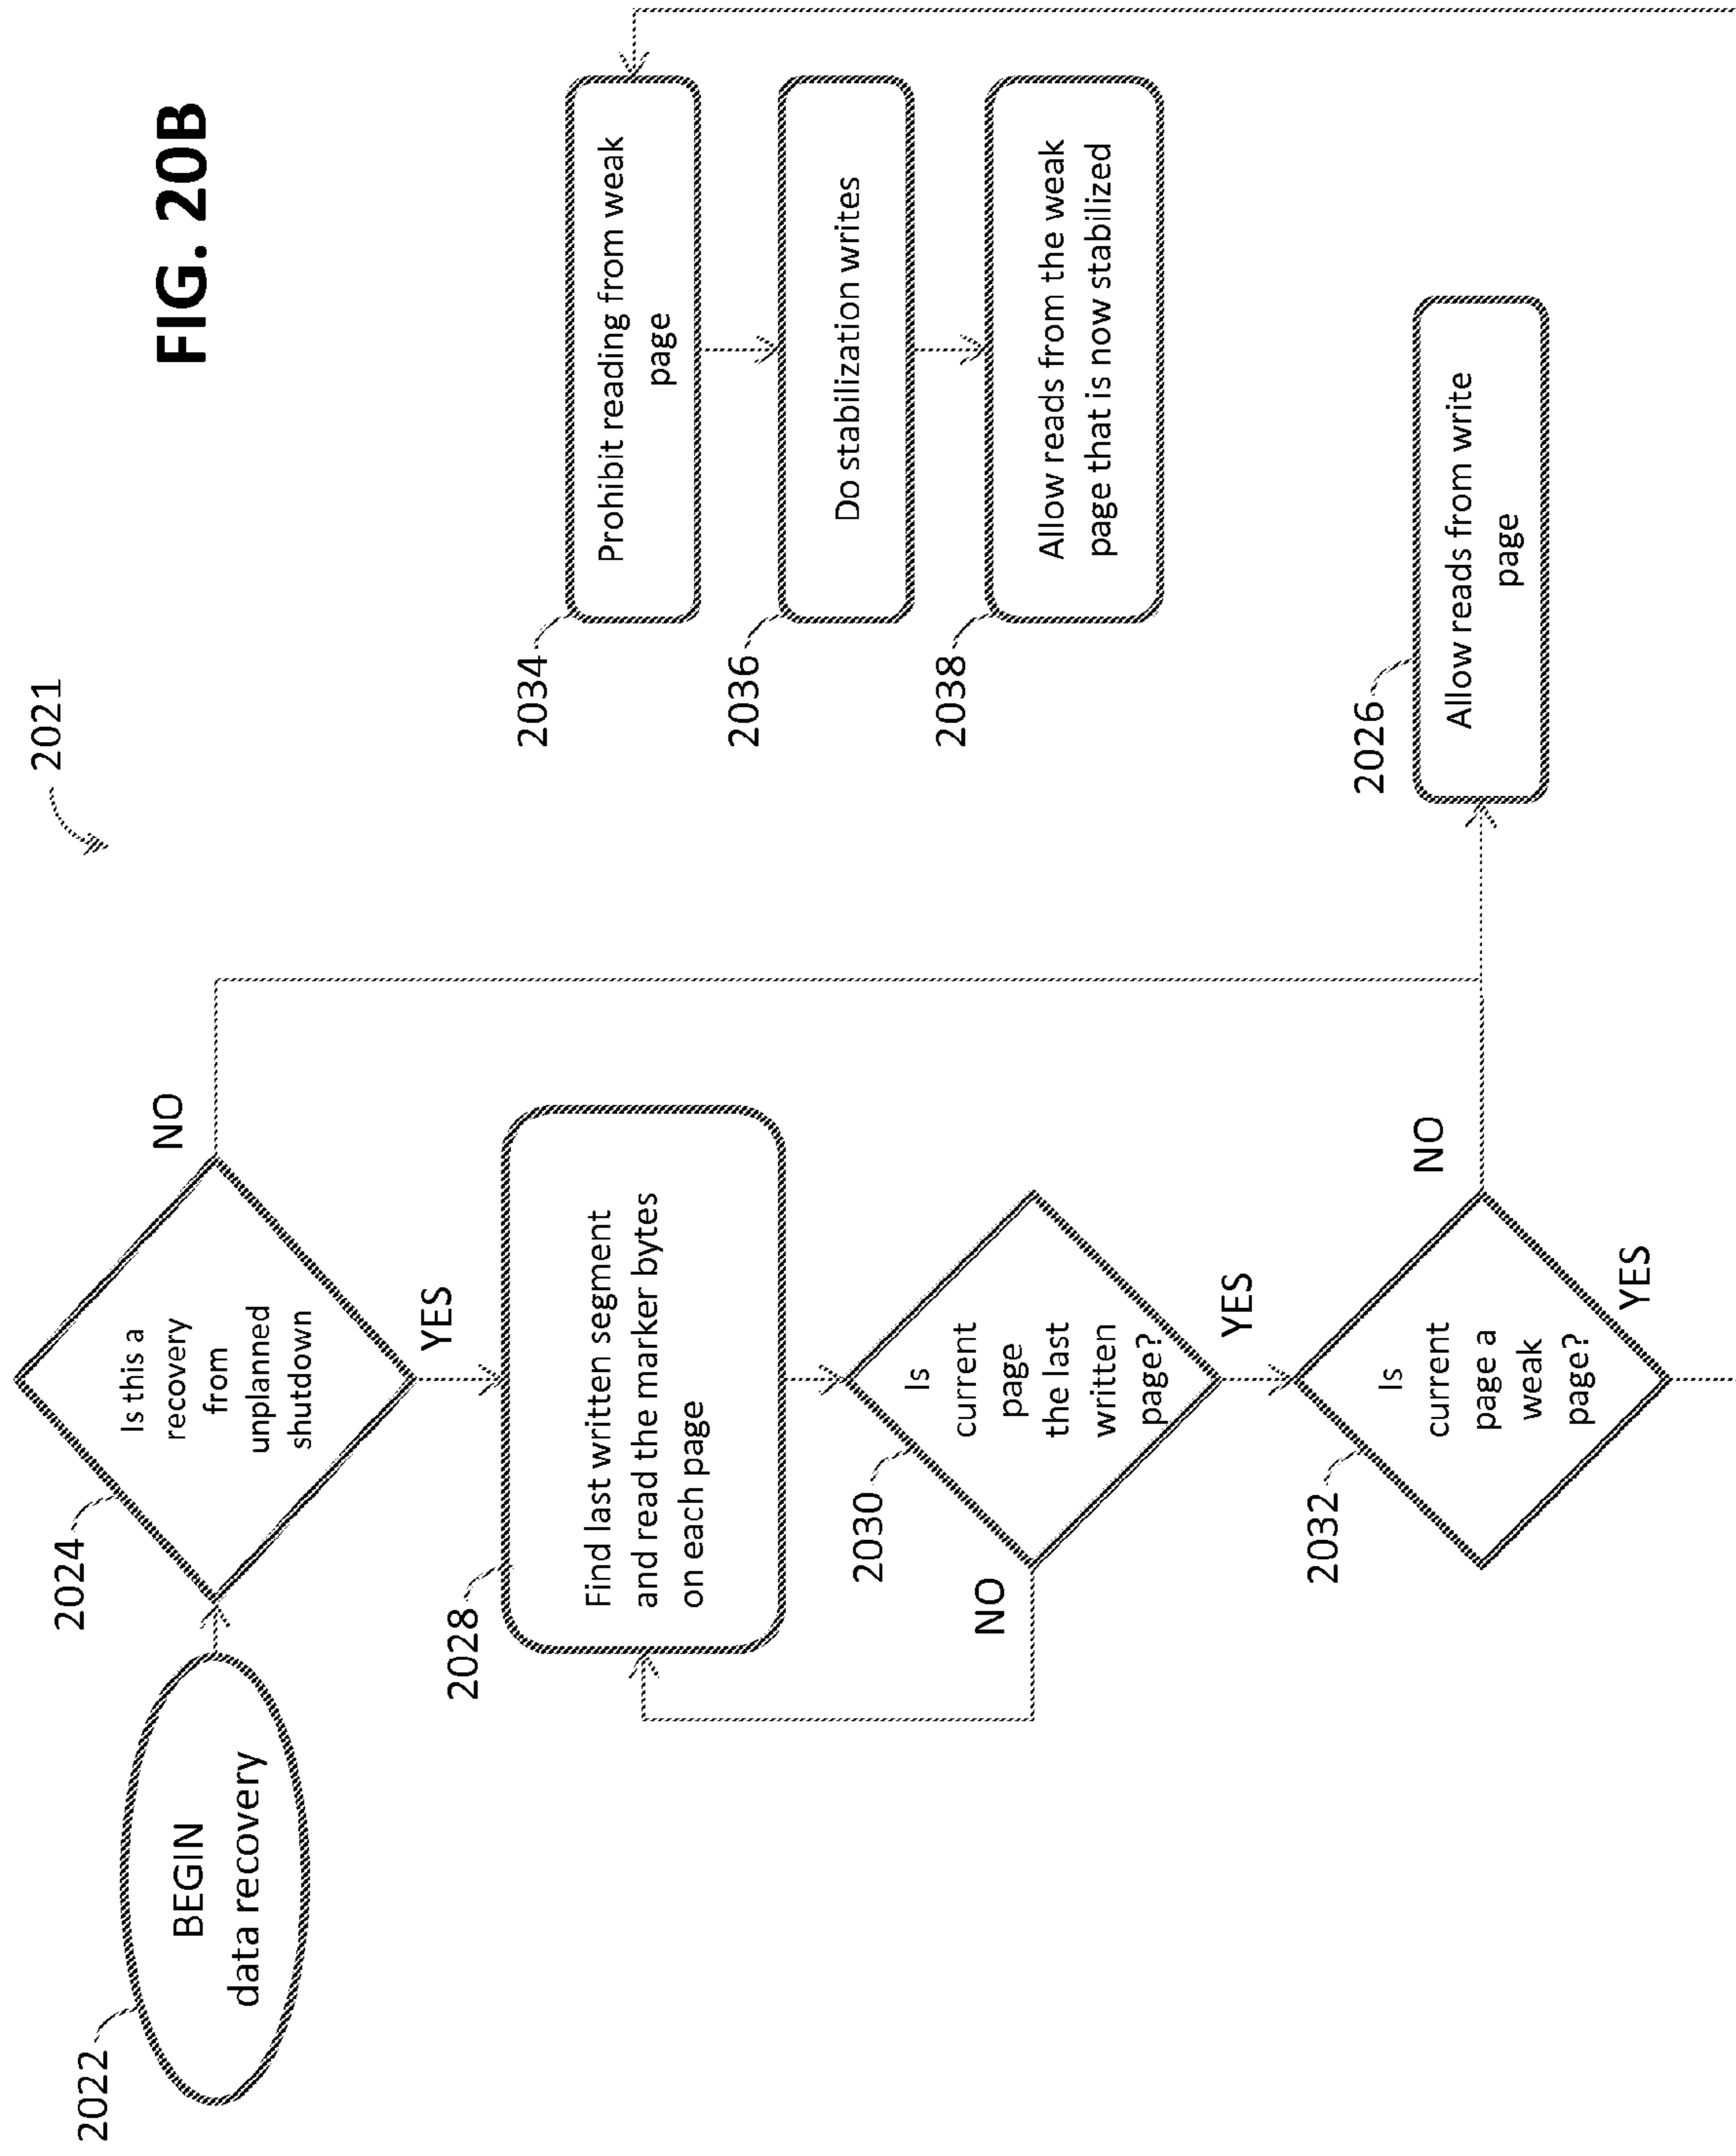 FIG. 20B
2021
2022
BEGIN
data recovery
2024
Is this a
recovery
from
unplanned
shutdown
NO
YES
2028
Find last written segment
and read the marker bytes
on each page
2030
Is
current
page
the last
written
page?
NO
YES
2032
Is
current
page a
weak
page?
NO
YES
2026
Allow reads from write
page
2034
Prohibit reading from weak
page
2036
Do stabilization writes
2038
Allow reads from the weak
page that is now stabilized